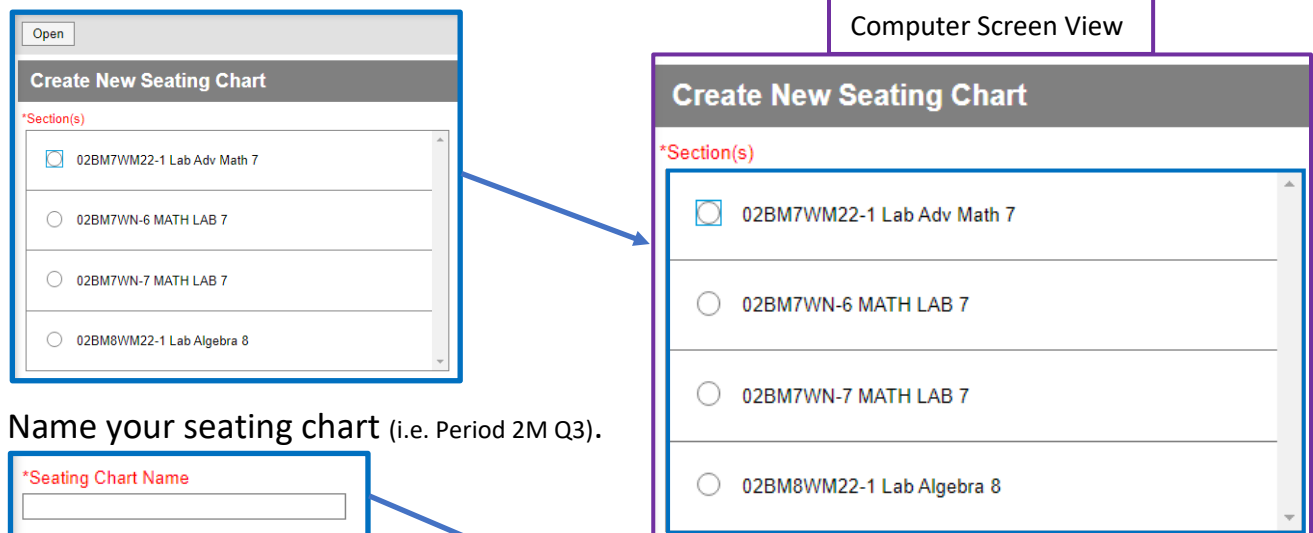 Open
Create New Seating Chart
*Section(s)
02BM7WM22-1 Lab Adv Math 7
02BM7WN-6 MATH LAB 7
02BM7WN-7 MATH LAB 7
02BM8WM22-1 Lab Algebra 8
Name your seating chart (i.e. Period 2M Q3).
*Seating Chart Name
Computer Screen View
Create New Seating Chart
*Section(s)
02BM7WM22-1 Lab Adv Math 7
02BM7WN-6 MATH LAB 7
02BM7WN-7 MATH LAB 7
02BM8WM22-1 Lab Algebra 8